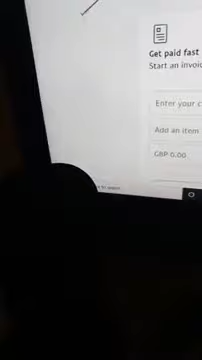 Get paid fast
Start an invoi
Enter your c
Add an item
GBP 0.00